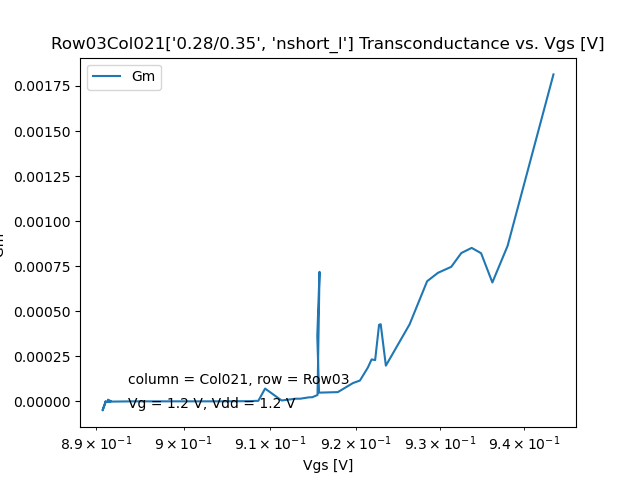 Row03Col021['0.28/0.35', 'nshort_l'] Transconductance vs. Vgs [V]
Gm
0.00175
0.00150
0.00125
0.00100
0.00075
0.00050
0.00025
0.00000
column = Col021, row = Row03
Vg = 1.2 V, Vdd = 1.2 V
8.9 × 10⁻¹ 9 × 10⁻¹ 9.1 × 10⁻¹ 9.2 × 10⁻¹ 9.3 × 10⁻¹ 9.4 × 10⁻¹
Vgs [V]